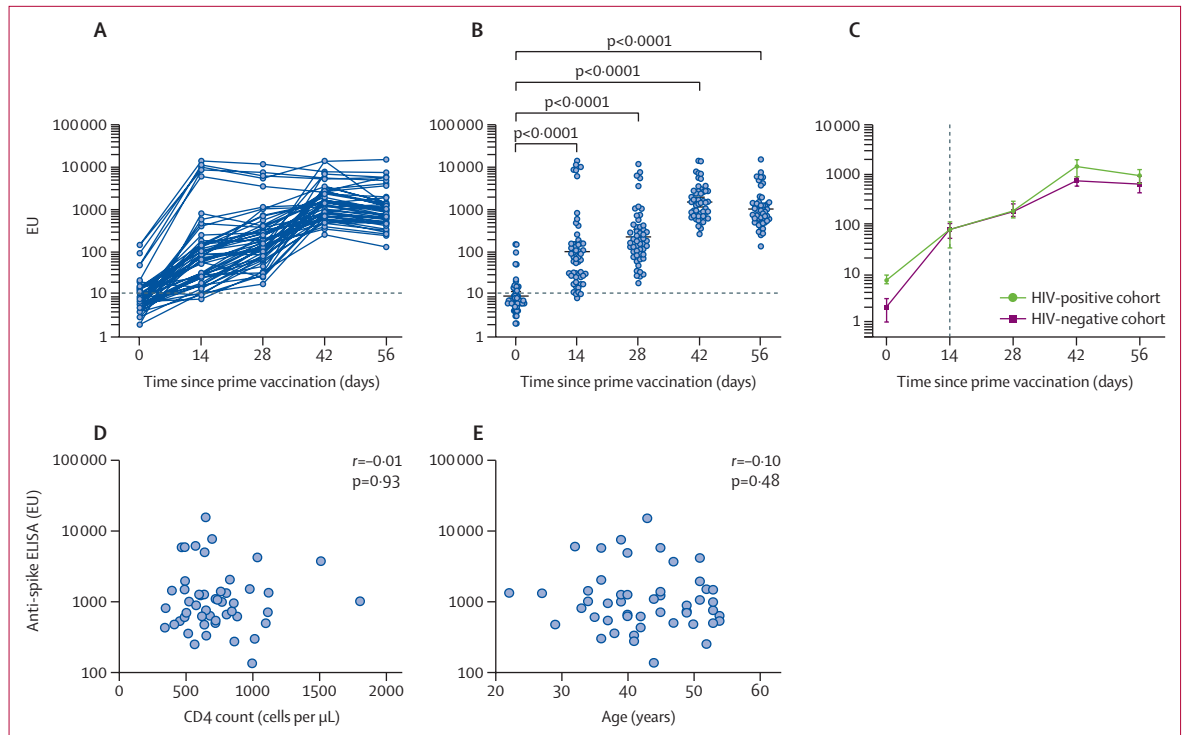 A
EU
100 000
10 000
1000
100
10
1
0 14 28 42 56
Time since prime vaccination (days)
B
p<0·0001
p<0·0001
p<0·0001
p<0·0001
100 000
10 000
1000
100
10
1
0 14 28 42 56
Time since prime vaccination (days)
C
10 000
1000
100
10
1
HIV-positive cohort
HIV-negative cohort
0 14 28 42 56
Time since prime vaccination (days)
D
r=–0·01
p=0·93
Anti-spike ELISA (EU)
100 000
10 000
1000
100
0 500 1000 1500 2000
CD4 count (cells per µL)
E
r=–0·10
p=0·48
100 000
10 000
1000
100
20 30 40 50 60
Age (years)